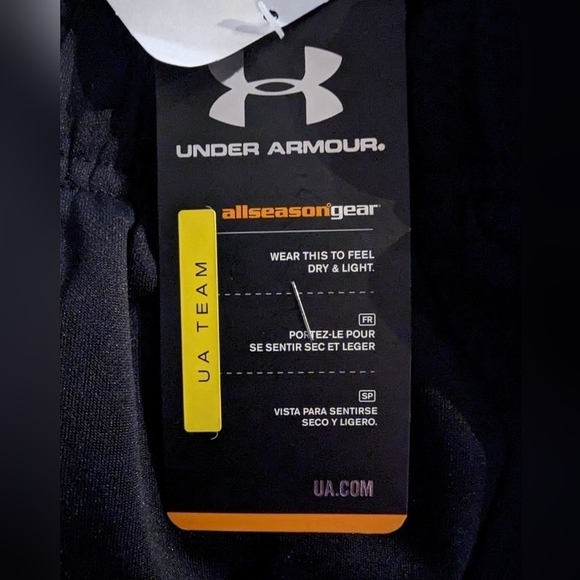 UNDER ARMOUR®
allseasongear
UA TEAM
WEAR THIS TO FEEL
DRY & LIGHT.
FR
PORTEZ-LE POUR
SE SENTIR SEC ET LEGER
SP
VISTA PARA SENTIRSE
SECO Y LIGERO.
UA.COM